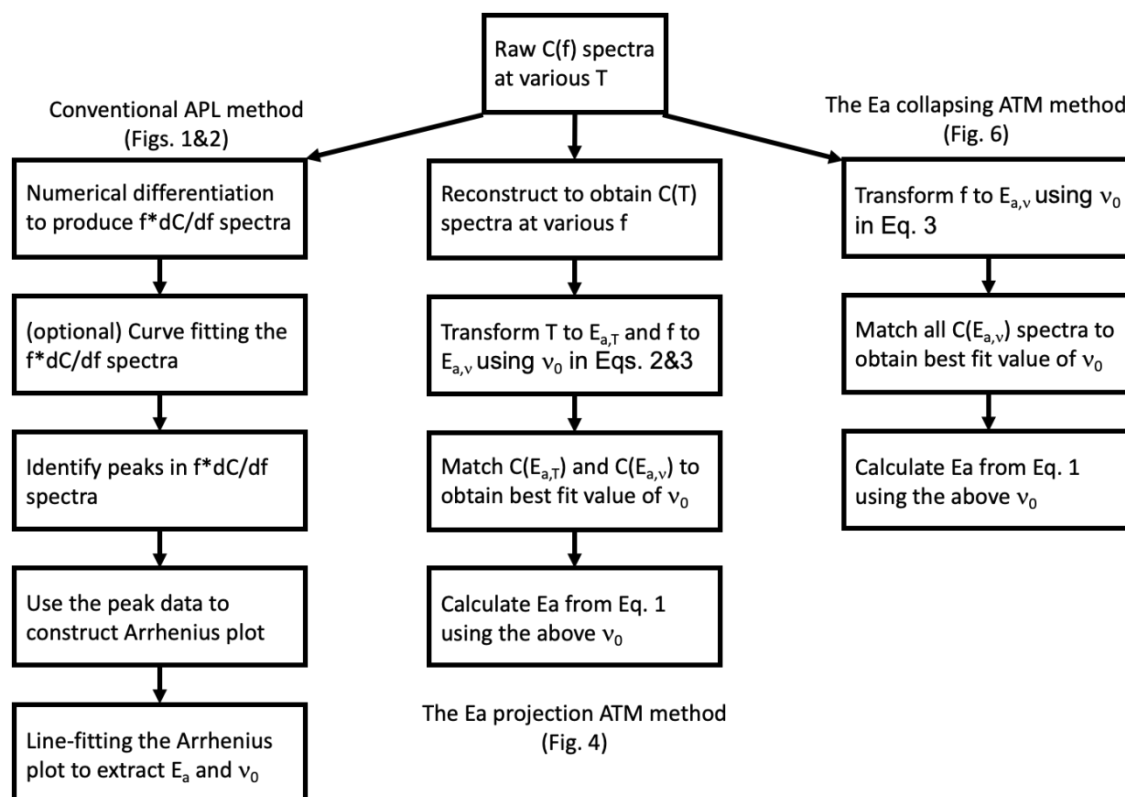 Raw C(f) spectra
at various T
Conventional APL method
(Figs. 1&2)
Numerical differentiation
to produce f*dC/df spectra
(optional) Curve fitting the
f*dC/df spectra
Identify peaks in f*dC/df
spectra
Use the peak data to
construct Arrhenius plot
Line-fitting the Arrhenius
plot to extract Eₐ and ν₀
Reconstruct to obtain C(T)
spectra at various f
Transform T to Eₐ,T and f to
Eₐ,ν using ν₀ in Eqs. 2&3
Match C(Eₐ,T) and C(Eₐ,ν) to
obtain best fit value of ν₀
Calculate Ea from Eq. 1
using the above ν₀
The Ea projection ATM method
(Fig. 4)
The Ea collapsing ATM method
(Fig. 6)
Transform f to Eₐ,ν using ν₀
in Eq. 3
Match all C(Eₐ,ν) spectra to
obtain best fit value of ν₀
Calculate Ea from Eq. 1
using the above ν₀